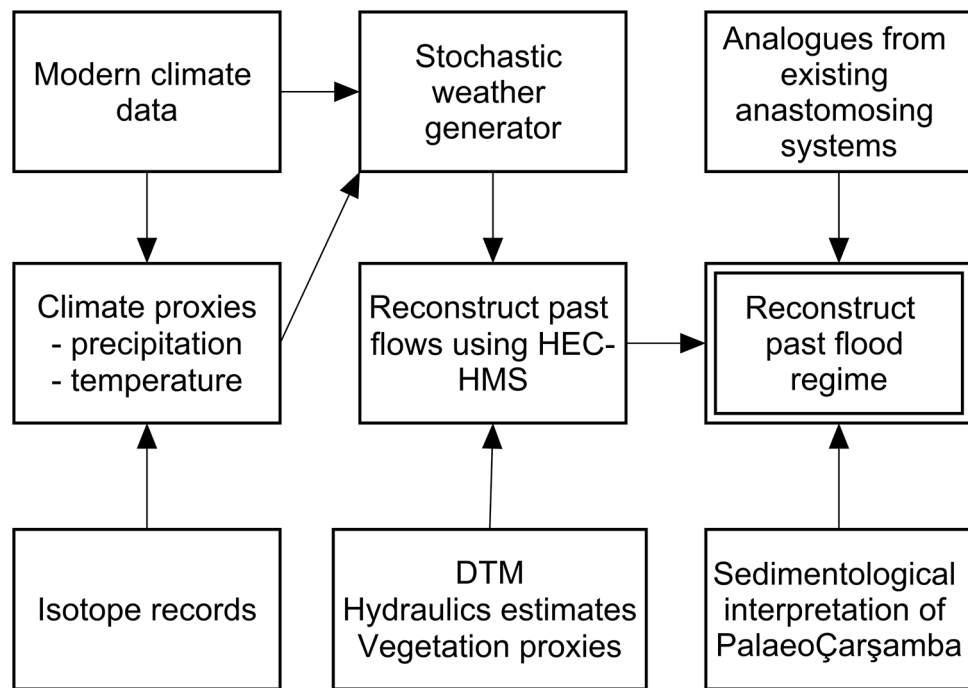 Modern climate
data
Stochastic
weather
generator
Analogues from
existing
anastomosing
systems
Climate proxies
- precipitation
- temperature
Reconstruct past
flows using HEC-
HMS
Reconstruct
past flood
regime
Isotope records
DTM
Hydraulics estimates
Vegetation proxies
Sedimentological
interpretation of
PalaeoÇarşamba